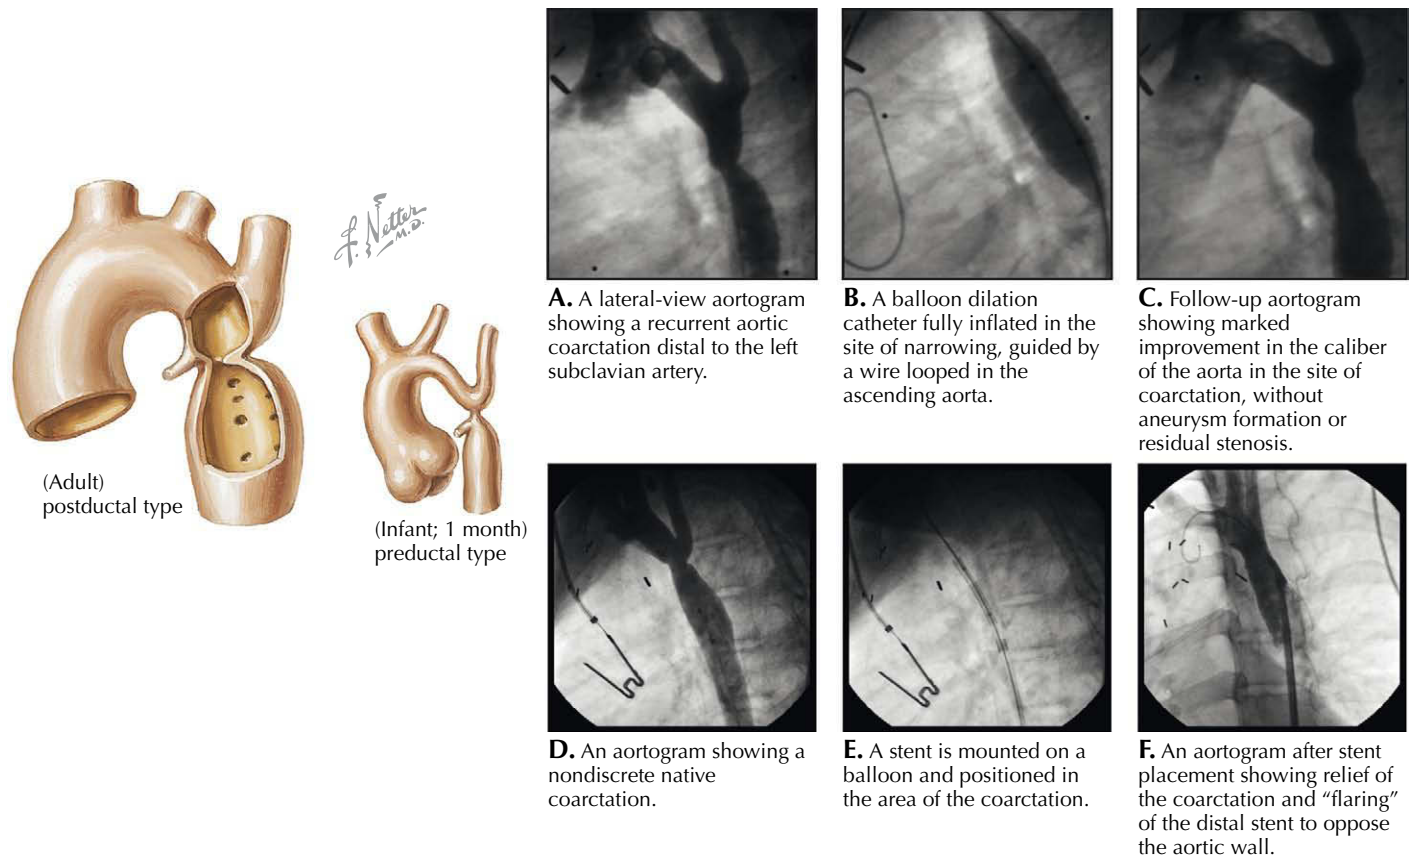 F. Netter
M.D.
(Adult)
postductal type
(Infant; 1 month)
preductal type
A. A lateral-view aortogram
showing a recurrent aortic
coarctation distal to the left
subclavian artery.
B. A balloon dilation
catheter fully inflated in the
site of narrowing, guided by
a wire looped in the
ascending aorta.
C. Follow-up aortogram
showing marked
improvement in the caliber
of the aorta in the site of
coarctation, without
aneurysm formation or
residual stenosis.
D. An aortogram showing a
nondiscrete native
coarctation.
E. A stent is mounted on a
balloon and positioned in
the area of the coarctation.
F. An aortogram after stent
placement showing relief of
the coarctation and “flaring”
of the distal stent to oppose
the aortic wall.